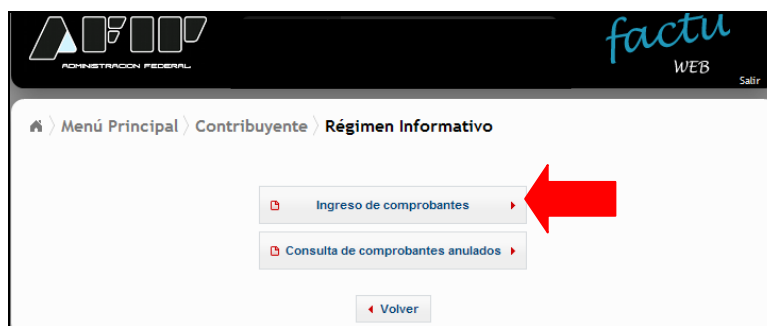 AFIP
ADMINISTRACION FEDERAL
factu
WEB
Salir
Menú Principal 〉 Contribuyente 〉 Régimen Informativo
Ingreso de comprobantes
Consulta de comprobantes anulados
Volver